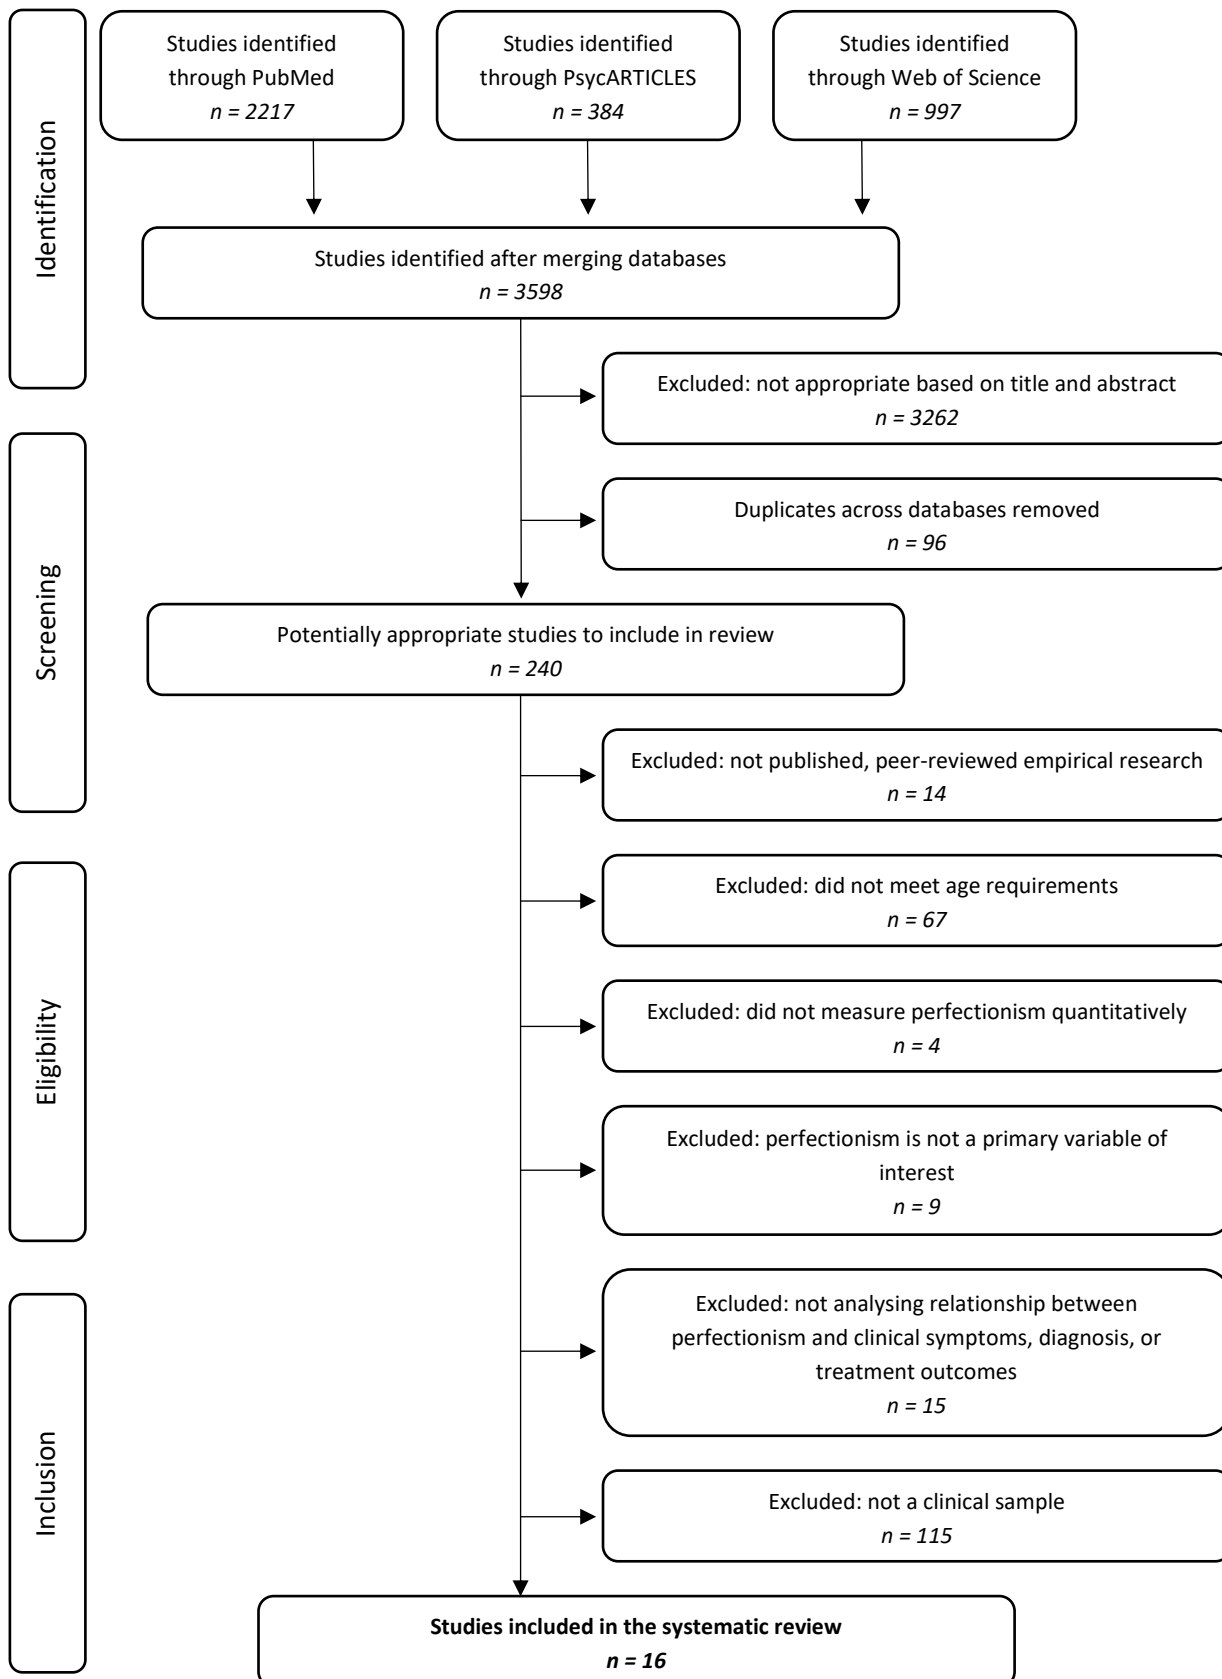 Identification
Studies identified
through PubMed
n = 2217
Studies identified
through PsycARTICLES
n = 384
Studies identified
through Web of Science
n = 997
Studies identified after merging databases
n = 3598
Excluded: not appropriate based on title and abstract
n = 3262
Screening
Duplicates across databases removed
n = 96
Potentially appropriate studies to include in review
n = 240
Excluded: not published, peer-reviewed empirical research
n = 14
Eligibility
Excluded: did not meet age requirements
n = 67
Excluded: did not measure perfectionism quantitatively
n = 4
Excluded: perfectionism is not a primary variable of
interest
n = 9
Inclusion
Excluded: not analysing relationship between
perfectionism and clinical symptoms, diagnosis, or
treatment outcomes
n = 15
Excluded: not a clinical sample
n = 115
Studies included in the systematic review
n = 16